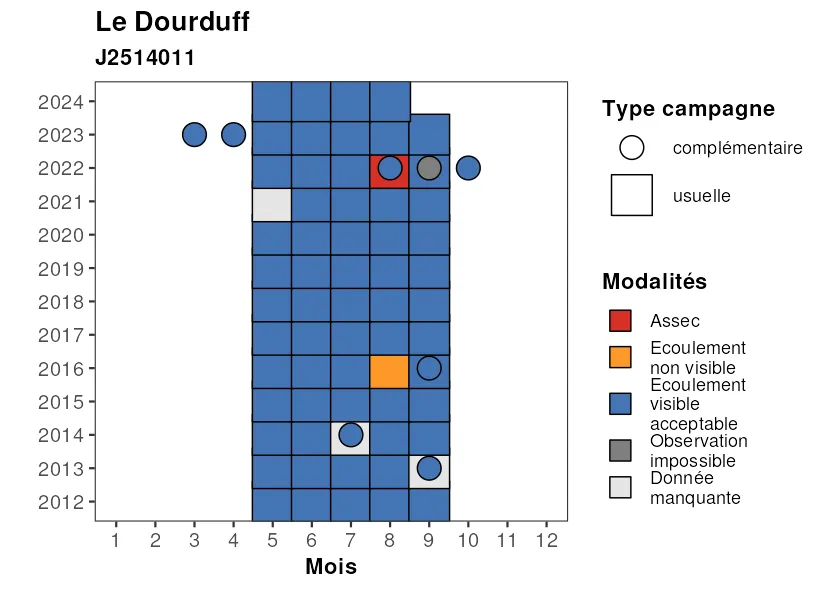 Le Dourduff
J2514011
2024
2023
2022
2021
2020
2019
2018
2017
2016
2015
2014
2013
2012
1 2 3 4 5 6 7 8 9 10 11 12
Mois
Type campagne
complémentaire
usuelle
Modalités
Assec
Ecoulement
non visible
Ecoulement
visible
acceptable
Observation
impossible
Donnée
manquante